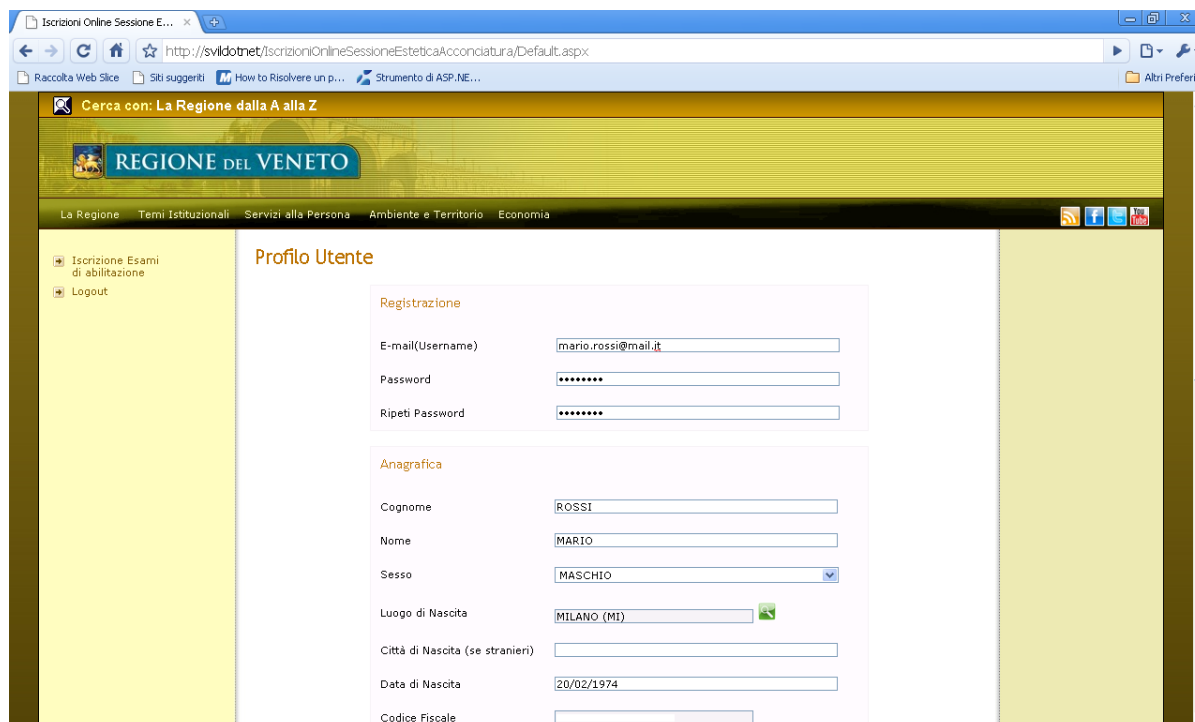 Iscrizioni Online Sessione E...
http://svildotnet/IscrizioniOnlineSessioneEsteticaAcconciatura/Default.aspx
Raccolta Web Slice Siti suggeriti How to Risolvere un p... Strumento di ASP.NE... Altri Preferi
Cerca con: La Regione dalla A alla Z
REGIONE DEL VENETO
La Regione Temi Istituzionali Servizi alla Persona Ambiente e Territorio Economia
You Tube
Iscrizione Esami
di abilitazione
Logout
Profilo Utente
Registrazione
E-mail(Username) mario.rossi@mail.it
Password ••••••••
Ripeti Password ••••••••
Anagrafica
Cognome ROSSI
Nome MARIO
Sesso MASCHIO
Luogo di Nascita MILANO (MI)
Città di Nascita (se stranieri)
Data di Nascita 20/02/1974
Codice Fiscale